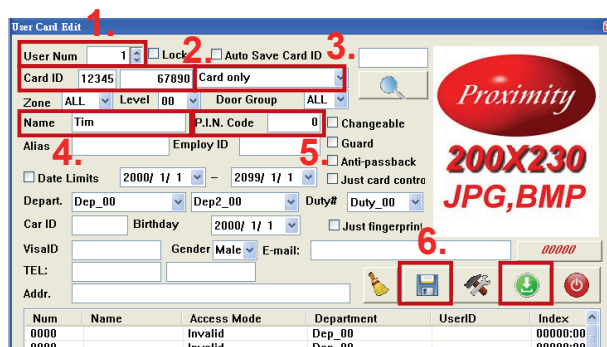 User Card Edit
1. 2. 3.
User Num 1 Lock Auto Save Card ID
Card ID 12345 67890 Card only
Zone ALL Level 00 Door Group ALL
Name Tim P.I.N. Code 0 Changeable
4. 5.
Alias Employ ID Guard
Anti-passback
Date Limits 2000/ 1/ 1 – 2099/ 1/ 1 Just card contro
Depart. Dep_00 Dep2_00 Duty# Duty_00
Car ID Birthday 2000/ 1/ 1 Just fingerprin
6.
VisaID Gender Male E-mail:
TEL:
Addr.
Proximity
200X230
JPG,BMP
00000
Num Name Access Mode Department UserID Index
0000 Invalid Dep_00 00000:00